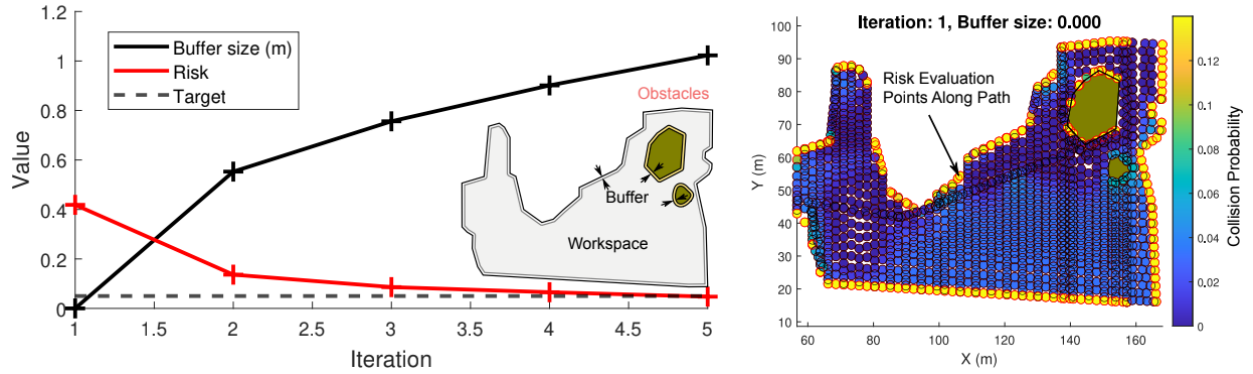 1.2
1
0.8
0.6
0.4
0.2
0
Value
Buffer size (m)
Risk
Target
Obstacles
Buffer
Workspace
1
1.5
2
2.5
3
3.5
4
4.5
5
Iteration
Iteration: 1, Buffer size: 0.000
Risk Evaluation
Points Along Path
100
90
80
70
60
50
40
30
20
10
Y (m)
60
80
100
120
140
160
X (m)
0.12
0.1
0.08
0.06
0.04
0.02
0
Collision Probability